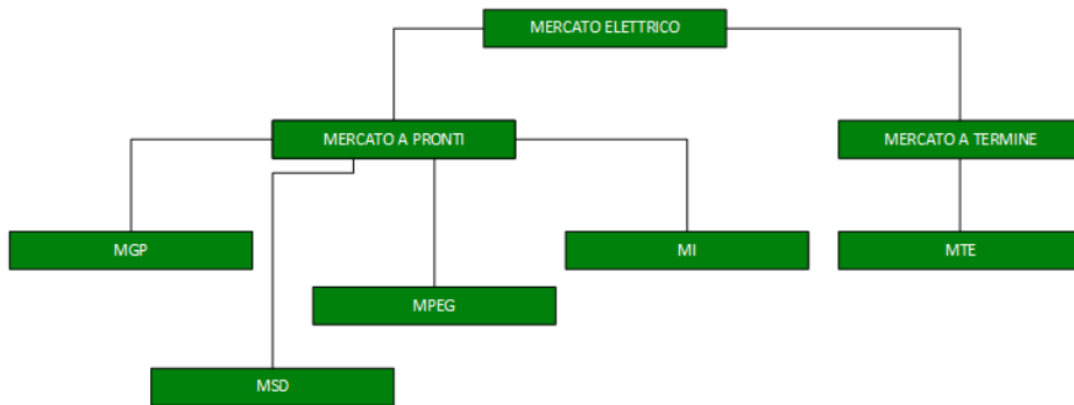 MERCATO ELETTRICO
MERCATO A PRONTI
MERCATO A TERMINE
MGP
MI
MTE
MPEG
MSD